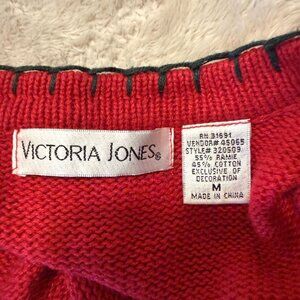 VICTORIA JONES®
RN 31691
VENDOR# 45065
STYLE# 320509
55% RAMIE
45% COTTON
EXCLUSIVE OF
DECORATION
M
MADE IN CHINA